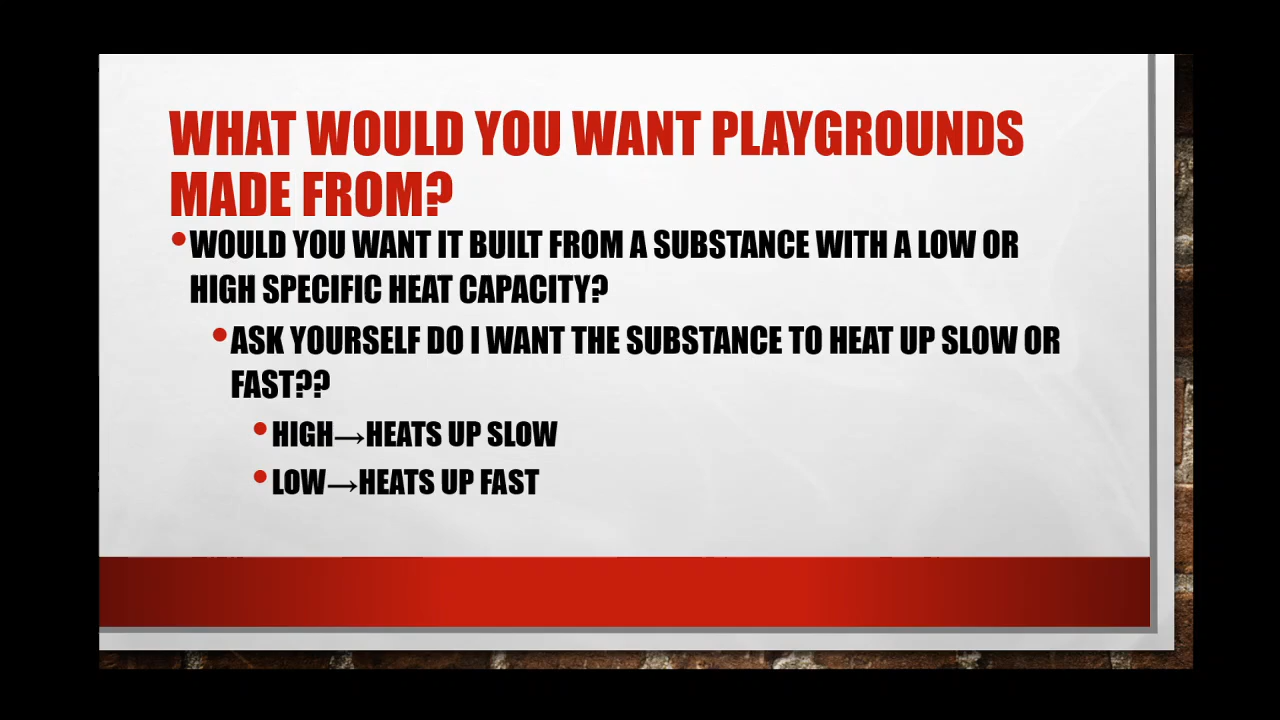 WHAT WOULD YOU WANT PLAYGROUNDS
MADE FROM?
•WOULD YOU WANT IT BUILT FROM A SUBSTANCE WITH A LOW OR
HIGH SPECIFIC HEAT CAPACITY?
•ASK YOURSELF DO I WANT THE SUBSTANCE TO HEAT UP SLOW OR
FAST??
•HIGH→HEATS UP SLOW
•LOW→HEATS UP FAST